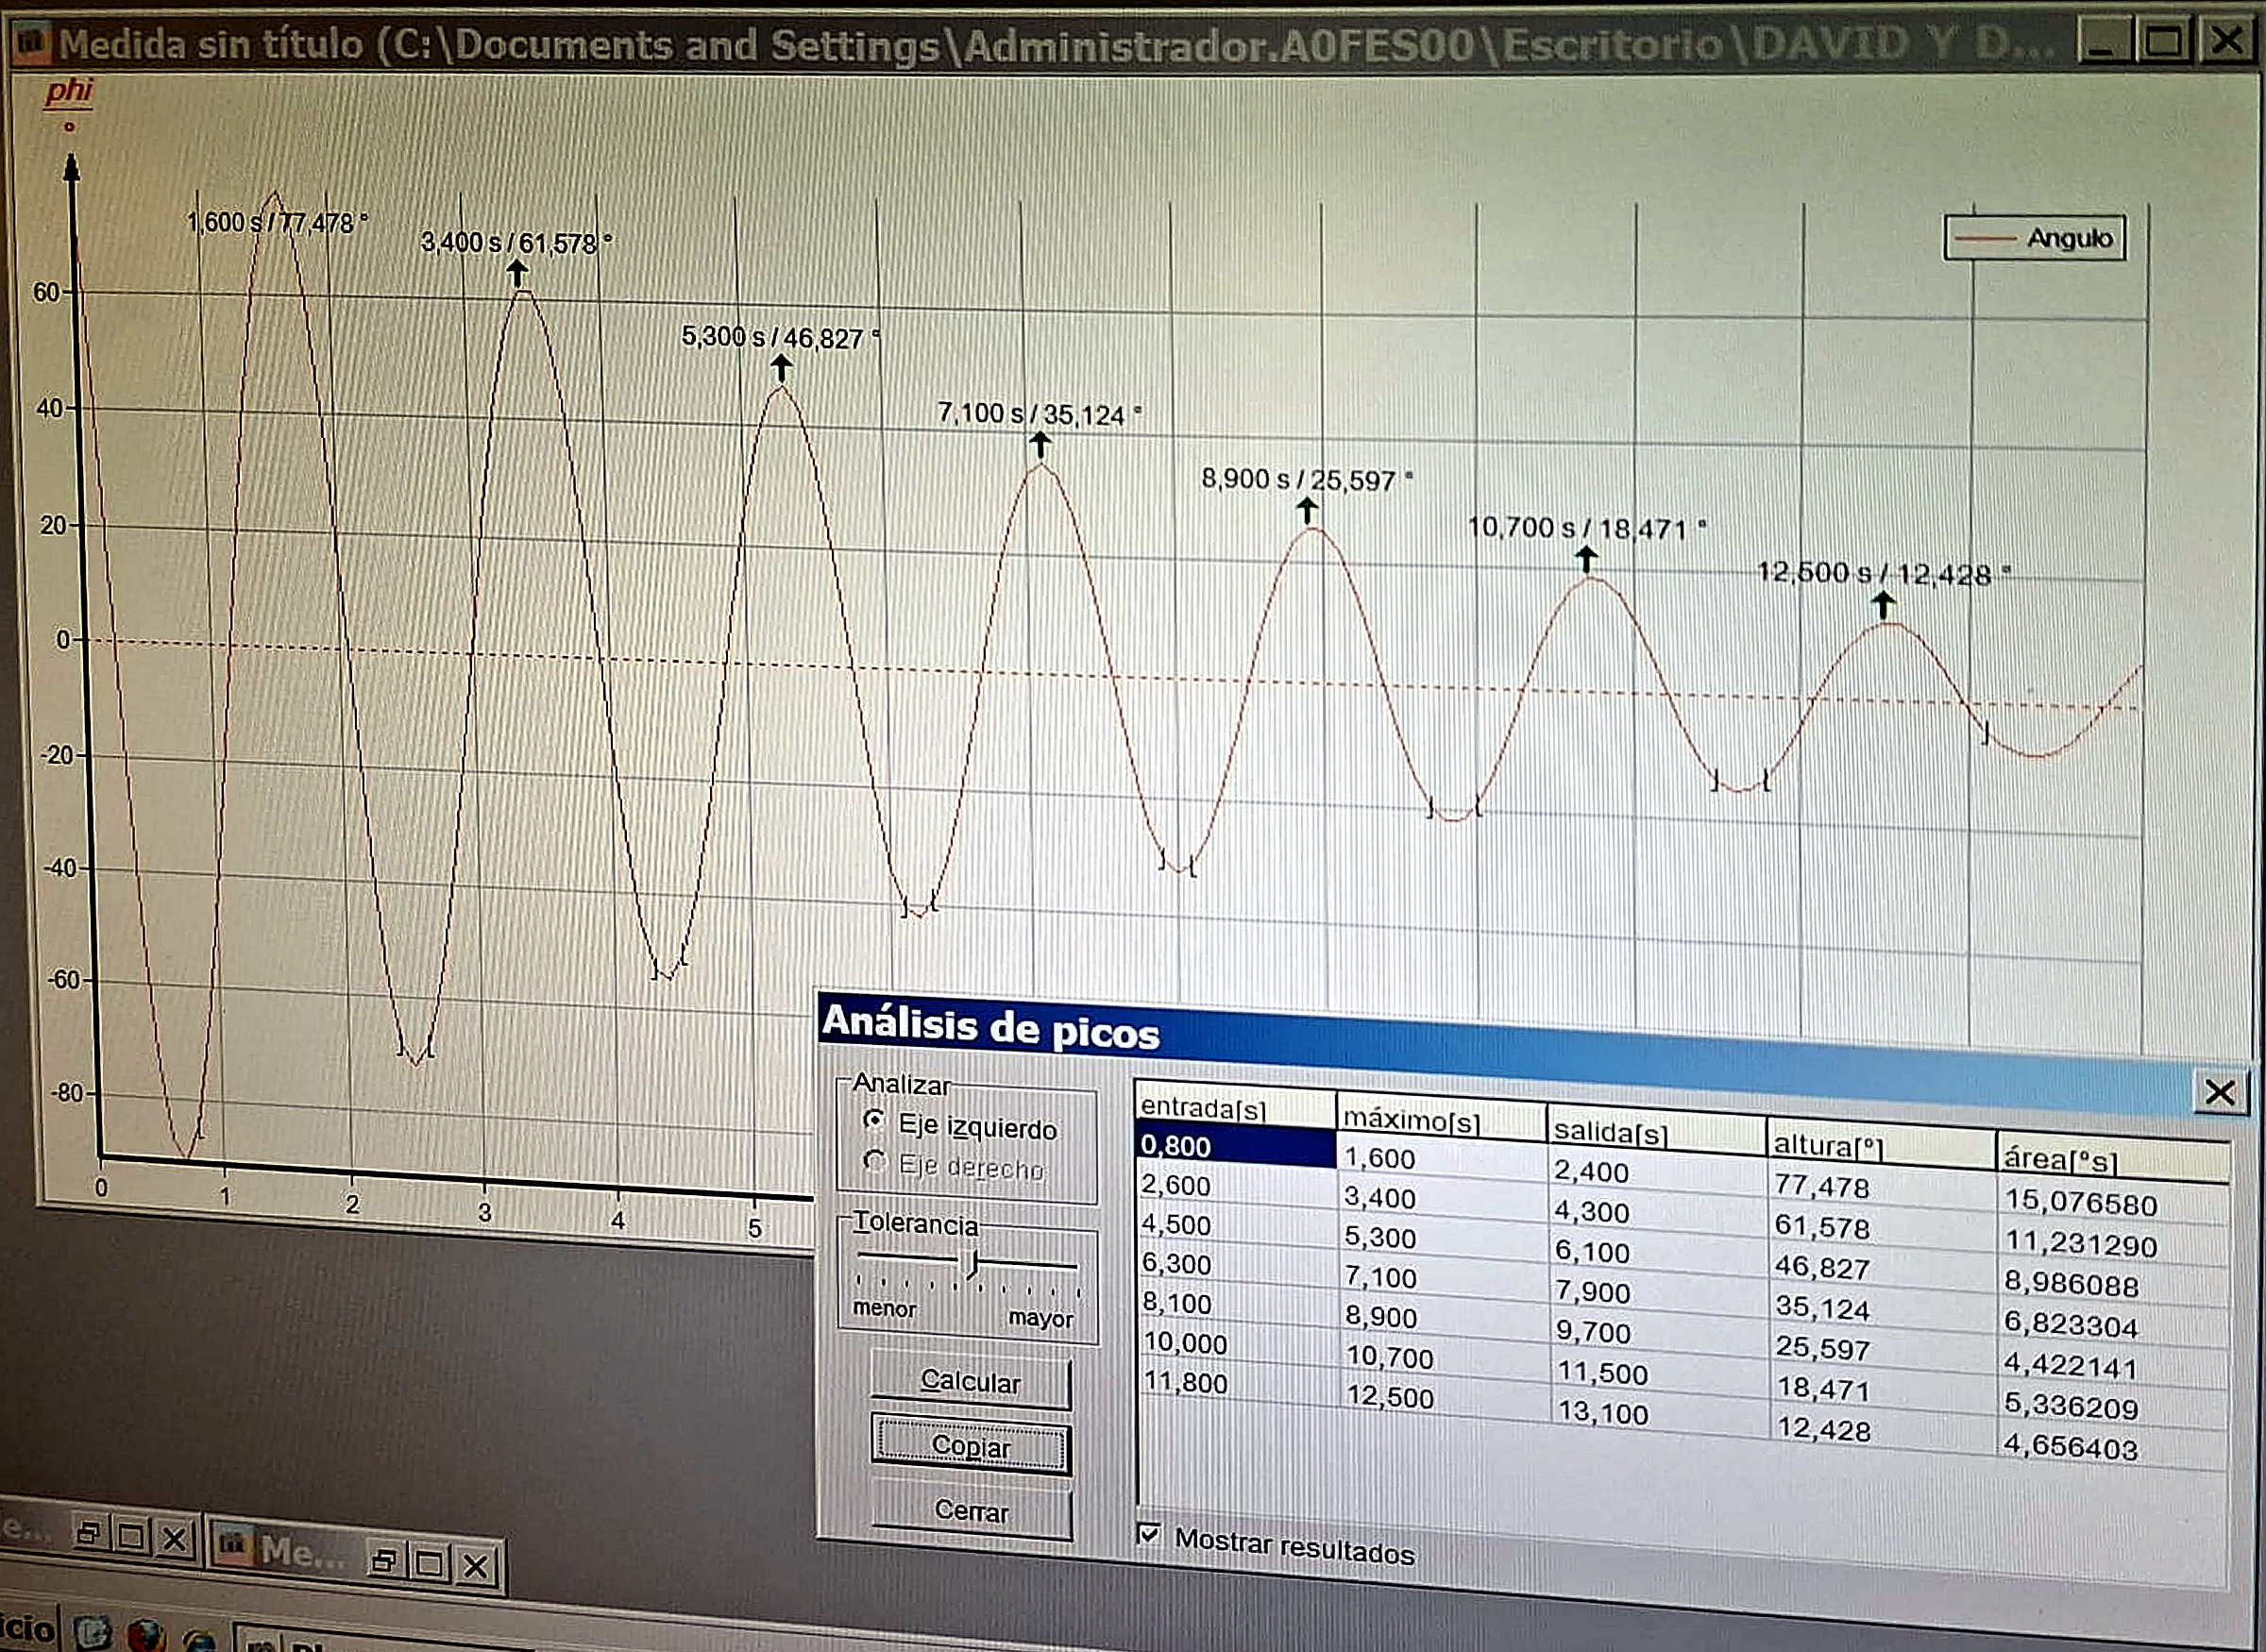 Medida sin título (C:\Documents and Settings\Administrador.A0FES00\Escritorio\DAVID Y D...
phi
°
1,600 s / 77,478 °
3,400 s / 61,578 °
5,300 s / 46,827 °
7,100 s / 35,124 °
8,900 s / 25,597 °
10,700 s / 18,471 °
12,500 s / 12,428 °
Angulo
60
40
20
0
-20
-40
-60
-80
0 1 2 3 4 5
Análisis de picos
Analizar
Eje izquierdo
Eje derecho
Tolerancia
menor mayor
Calcular
Copiar
Cerrar
entrada[s] máximo[s] salida[s] altura[°] área[°s]
0,800 1,600 2,400 77,478 15,076580
2,600 3,400 4,300 61,578 11,231290
4,500 5,300 6,100 46,827 8,986088
6,300 7,100 7,900 35,124 6,823304
8,100 8,900 9,700 25,597 4,422141
10,000 10,700 11,500 18,471 5,336209
11,800 12,500 13,100 12,428 4,656403
Mostrar resultados
e...
Me...
icio